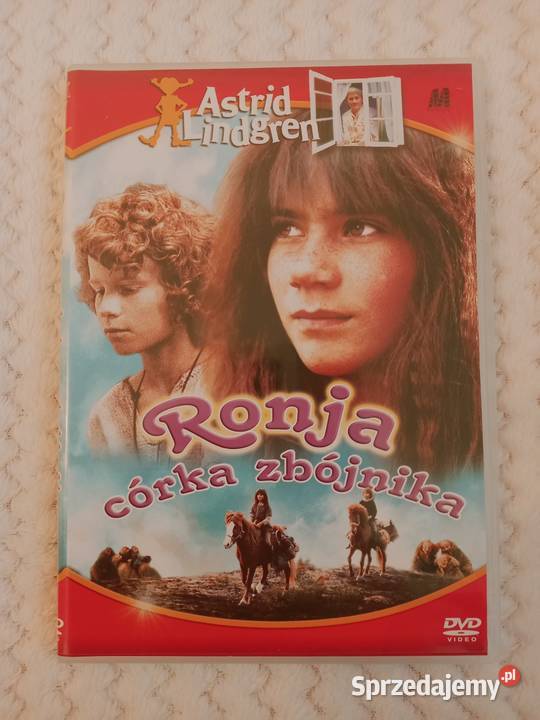 Astrid
Lindgren
M
Ronja
córka zbójnika
DVD
VIDEO
Sprzedajemy.pl